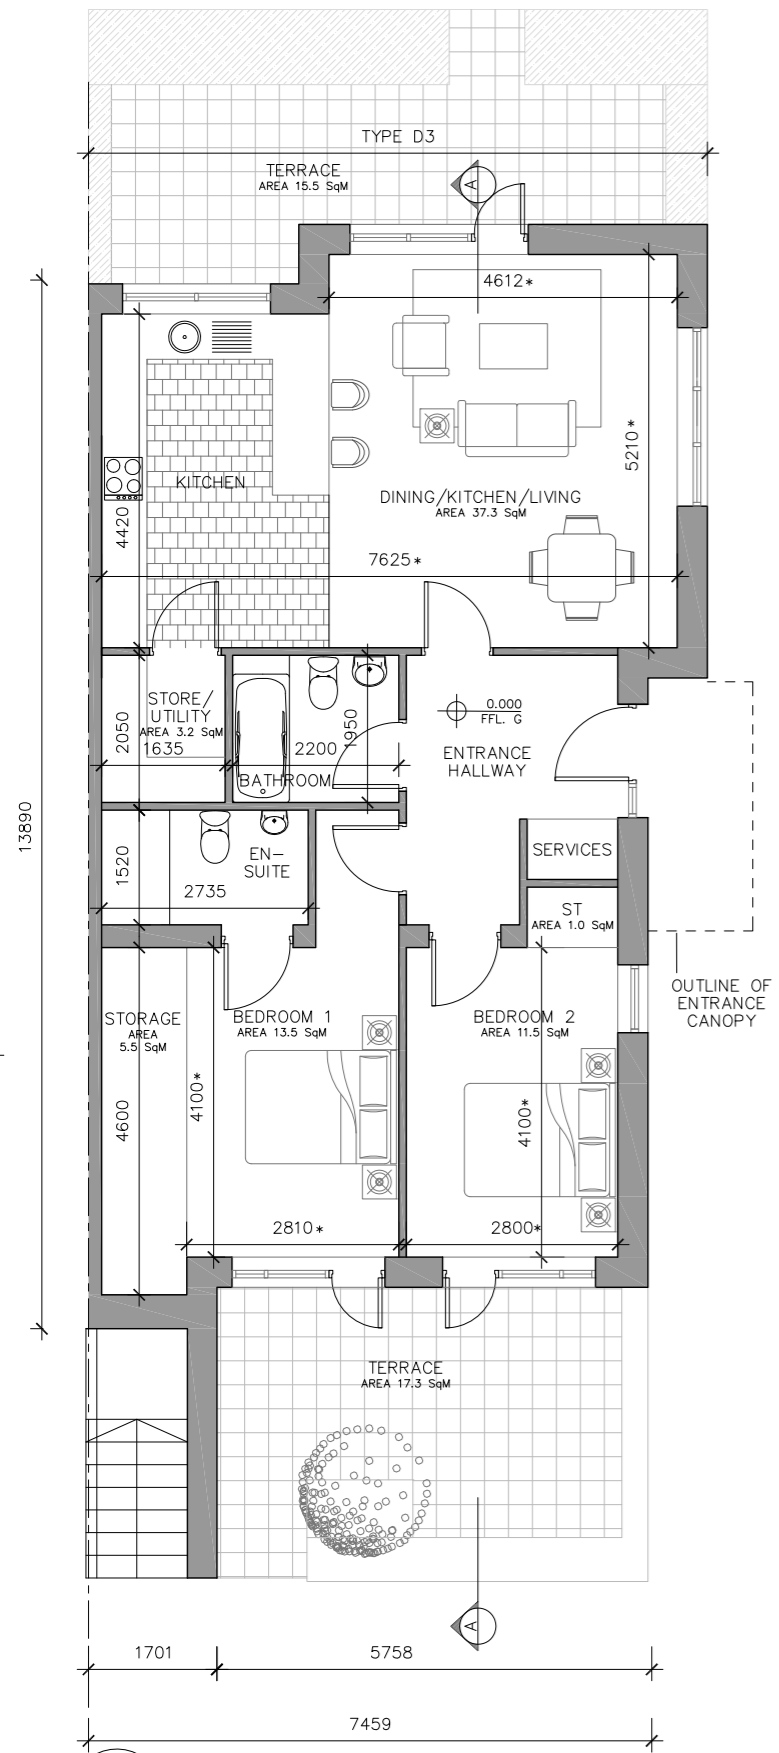 TYPE D3
TERRACE
AREA 15.5 SqM
A
4612*
5210*
KITCHEN
DINING/KITCHEN/LIVING
AREA 37.3 SqM
4420
7625*
STORE/
UTILITY
AREA 3.2 SqM
2050
1635
1950
2200
BATHROOM
0.000
FFL. G
ENTRANCE
HALLWAY
13890
1520
EN-
SUITE
2735
SERVICES
ST
AREA 1.0 SqM
OUTLINE OF
ENTRANCE
CANOPY
STORAGE
AREA
5.5 SqM
BEDROOM 1
AREA 13.5 SqM
BEDROOM 2
AREA 11.5 SqM
4600
4100*
4100*
2810*
2800*
TERRACE
AREA 17.3 SqM
A
1701
5758
7459